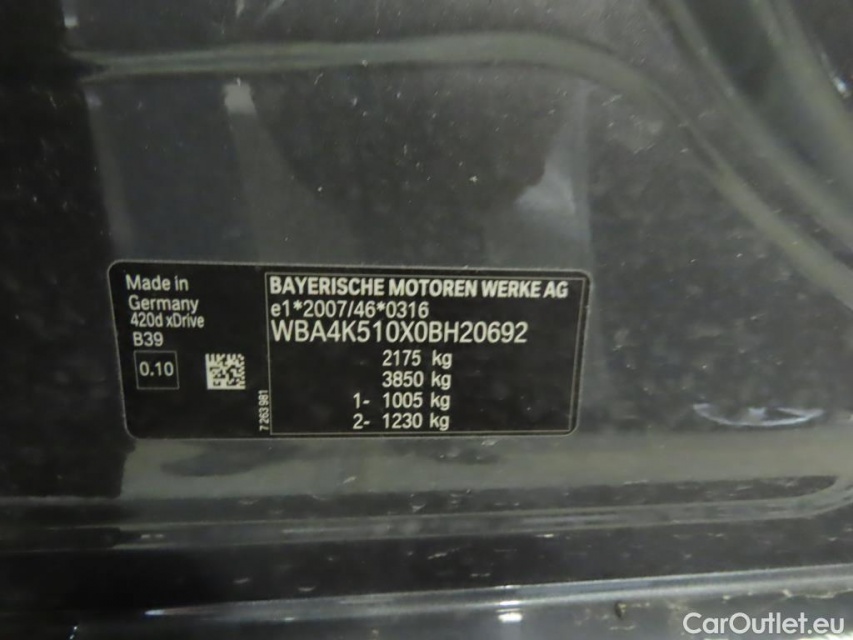 Made in
Germany
420d xDrive
B39
0.10
7263981
BAYERISCHE MOTOREN WERKE AG
e1*2007/46*0316
WBA4K510X0BH20692
2175 kg
3850 kg
1- 1005 kg
2- 1230 kg
CarOutlet.eu